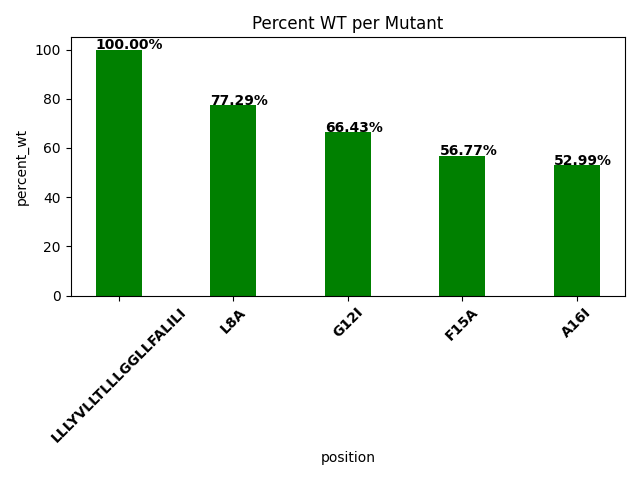 Percent WT per Mutant
percent_wt
100
80
60
40
20
0
100.00%
77.29%
66.43%
56.77%
52.99%
LLLYVLLTLLLGGLLFALILI
L8A
G12I
F15A
A16I
position